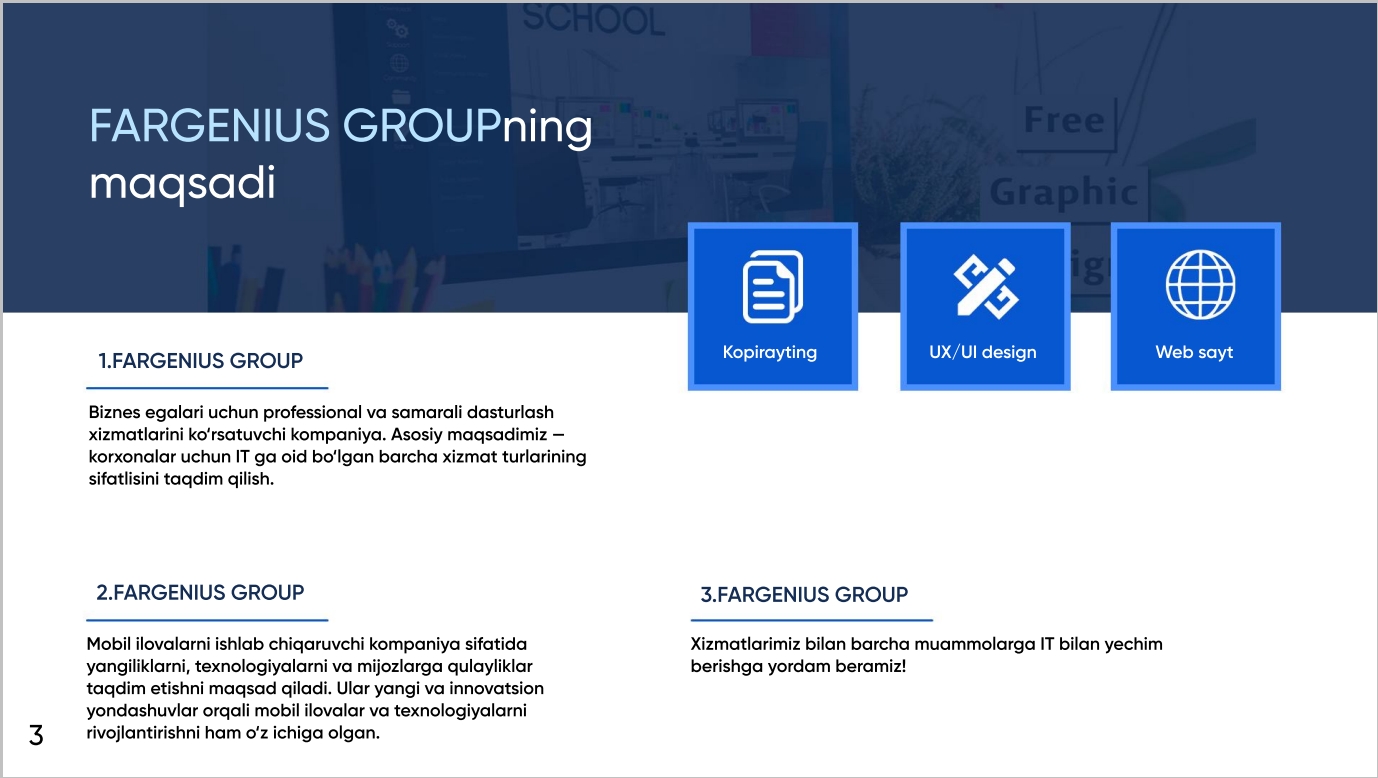 SCHOOL
FARGENIUS GROUPning
maqsadi
Free
Graphic
Kopirayting
UX/UI design
Web sayt
1.FARGENIUS GROUP
Biznes egalari uchun professional va samarali dasturlash
xizmatlarini ko‘rsatuvchi kompaniya. Asosiy maqsadimiz —
korxonalar uchun IT ga oid bo‘lgan barcha xizmat turlarining
sifatlisini taqdim qilish.
2.FARGENIUS GROUP
Mobil ilovalarni ishlab chiqaruvchi kompaniya sifatida
yangiliklarni, texnologiyalarni va mijozlarga qulayliklar
taqdim etishni maqsad qiladi. Ular yangi va innovatsion
yondashuvlar orqali mobil ilovalar va texnologiyalarni
rivojlantirishni ham o‘z ichiga olgan.
3.FARGENIUS GROUP
Xizmatlarimiz bilan barcha muammolarga IT bilan yechim
berishga yordam beramiz!
3